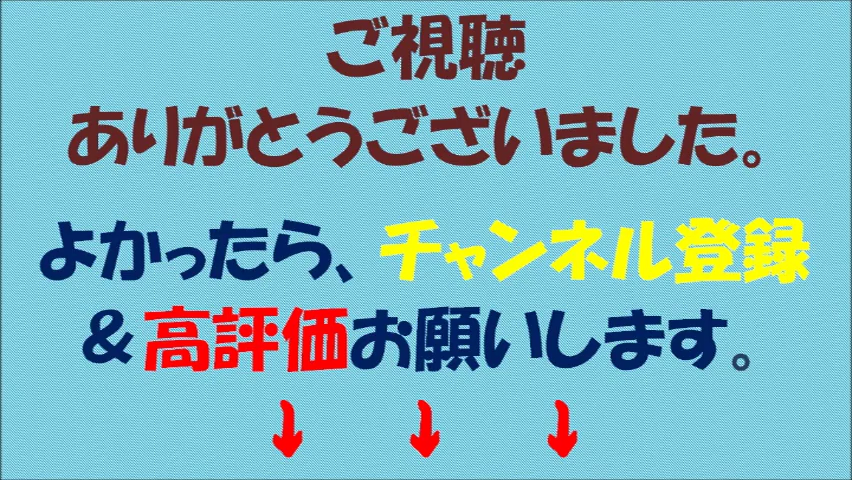 ご視聴
ありがとうございました。
よかったら、チャンネル登録
＆高評価お願いします。
↓ ↓ ↓